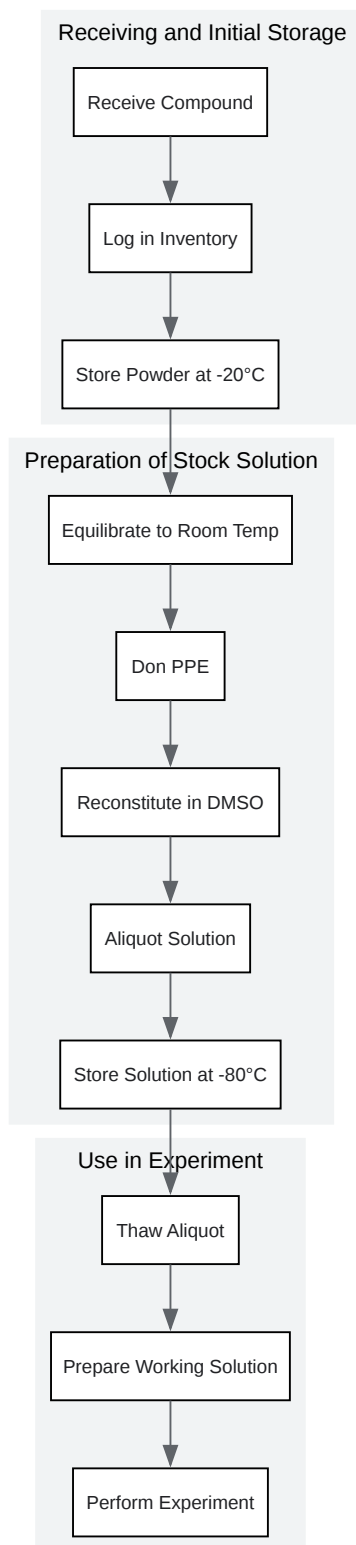 Receiving and Initial Storage
Receive Compound
Log in Inventory
Store Powder at -20°C
Preparation of Stock Solution
Equilibrate to Room Temp
Don PPE
Reconstitute in DMSO
Aliquot Solution
Store Solution at -80°C
Use in Experiment
Thaw Aliquot
Prepare Working Solution
Perform Experiment